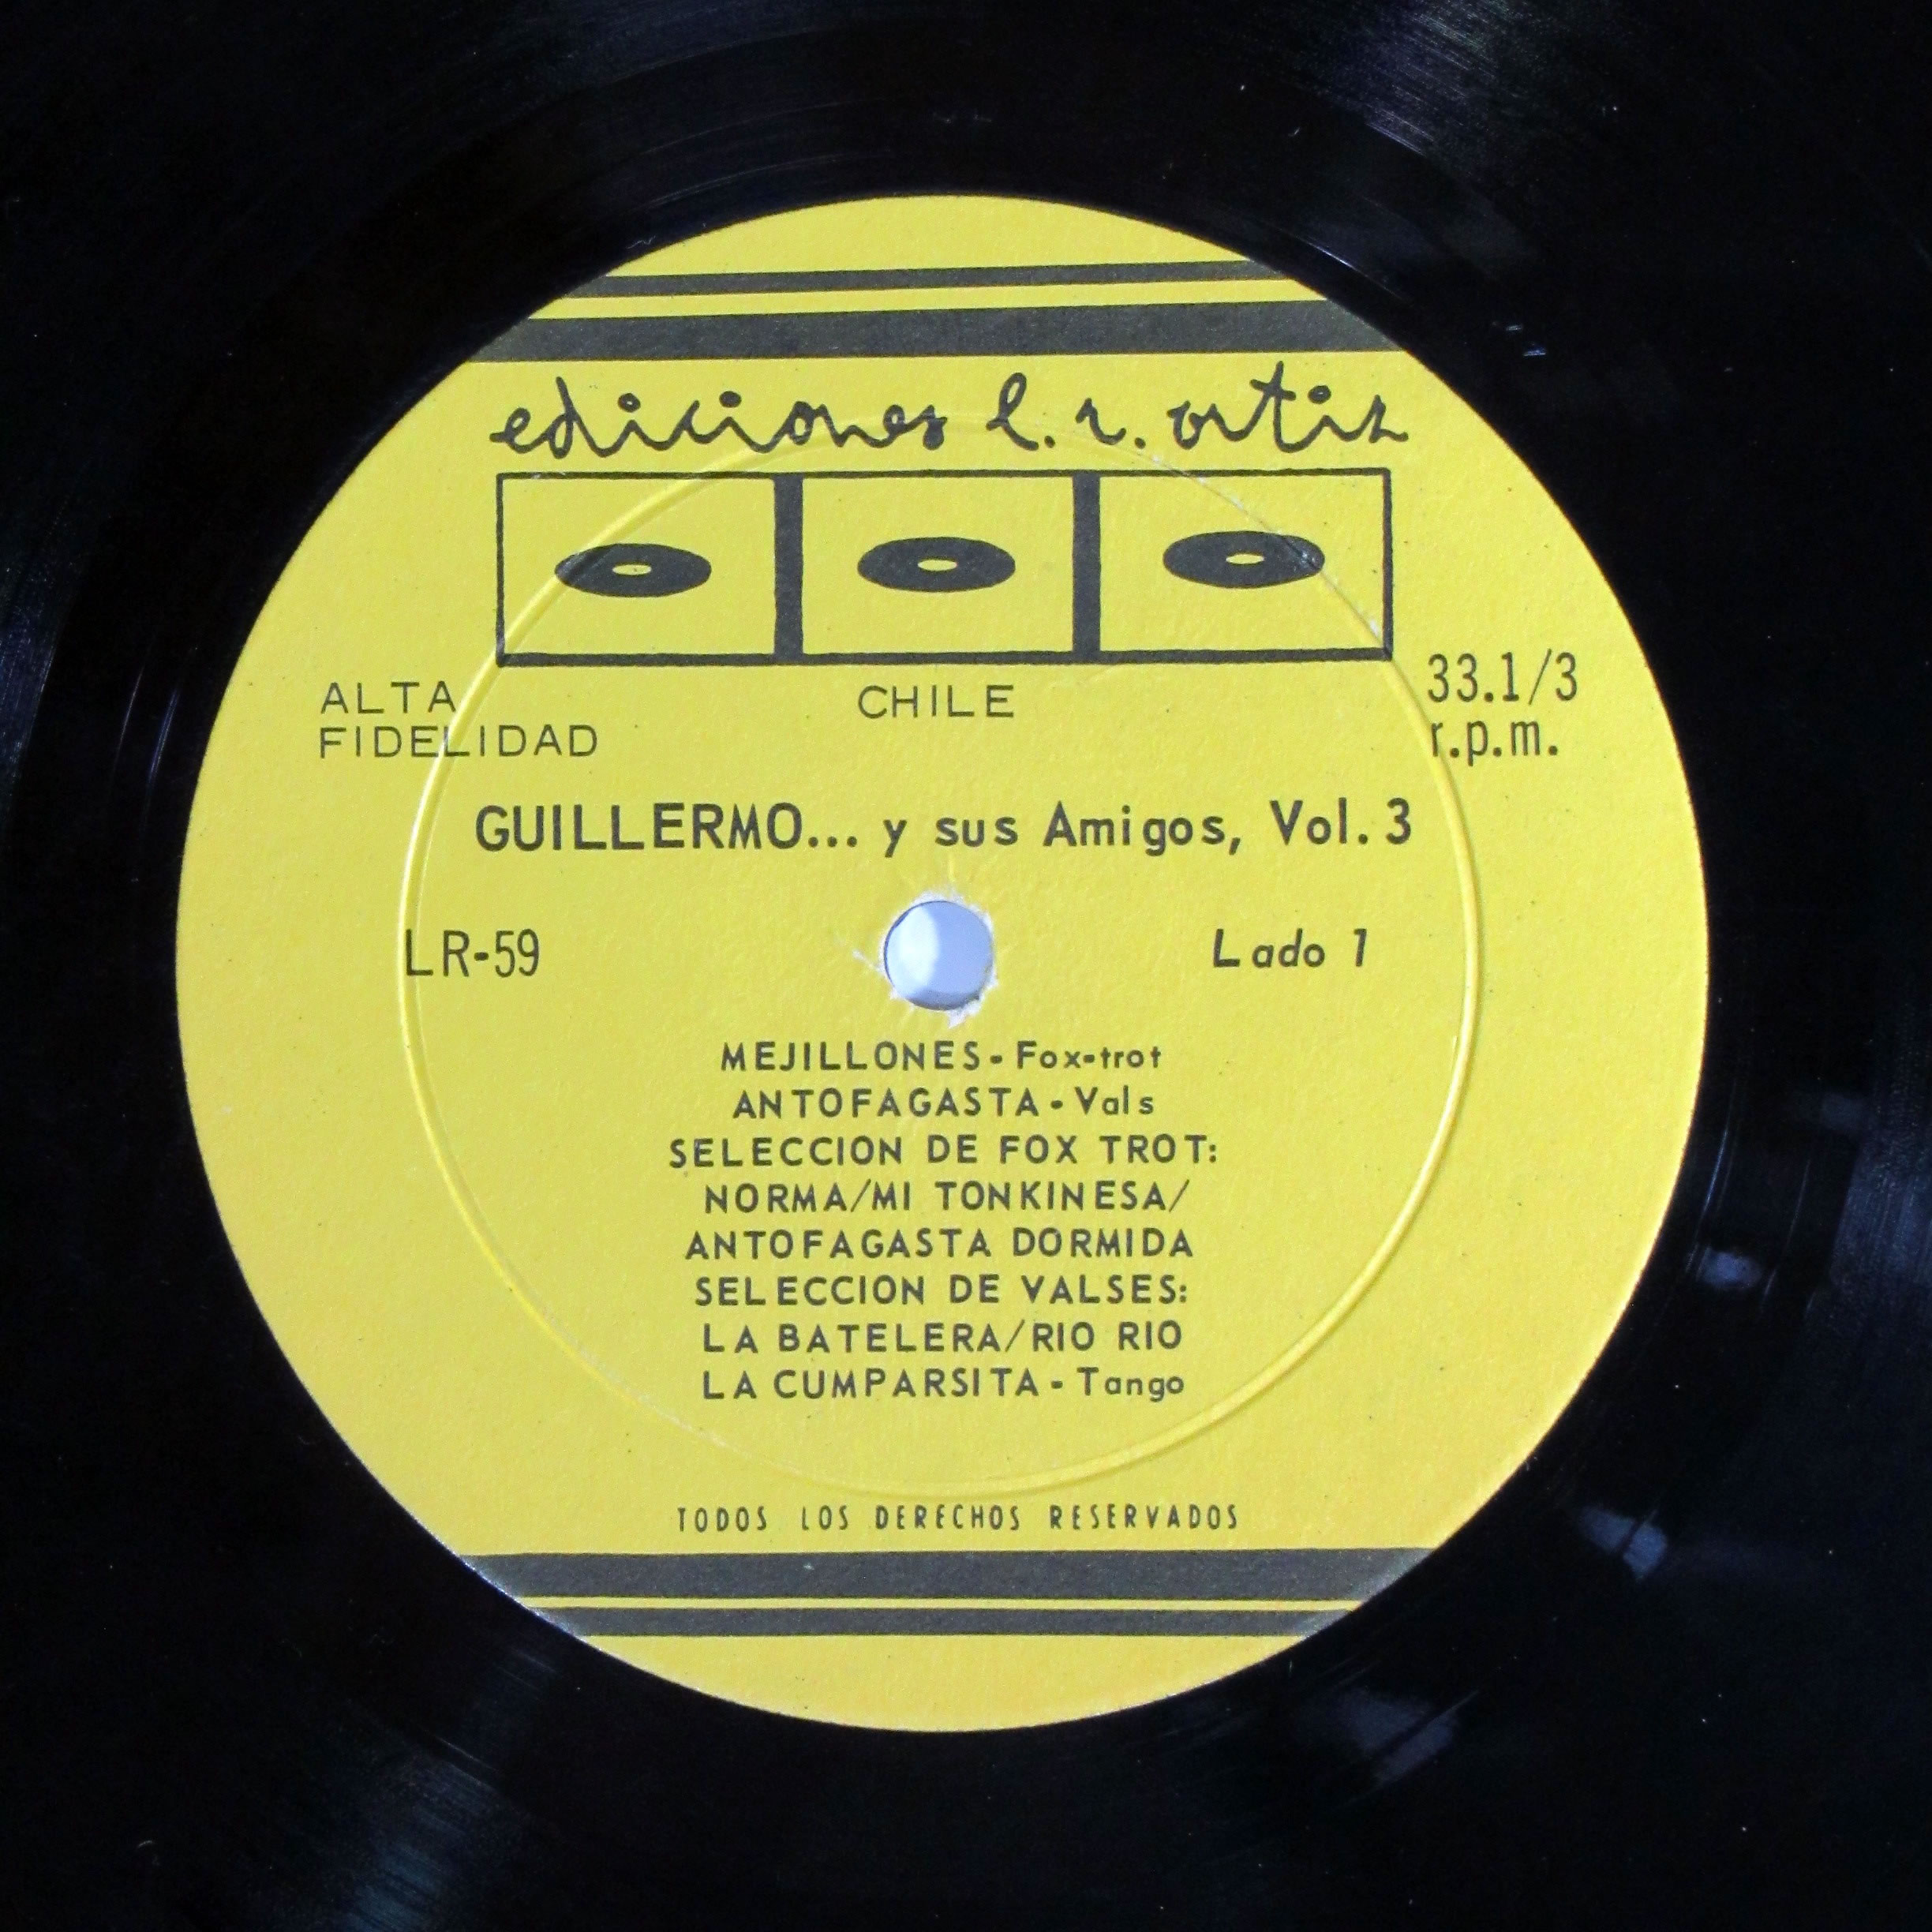 ediciones l. r. ortiz
ALTA
FIDELIDAD
CHILE
33.1/3
r.p.m.
GUILLERMO... y sus Amigos, Vol. 3
LR-59
Lado 1
MEJILLONES - Fox-trot
ANTOFAGASTA - Vals
SELECCION DE FOX TROT:
NORMA/MI TONKINESA/
ANTOFAGASTA DORMIDA
SELECCION DE VALSES:
LA BATELERA/RIO RIO
LA CUMPARSITA - Tango
TODOS LOS DERECHOS RESERVADOS